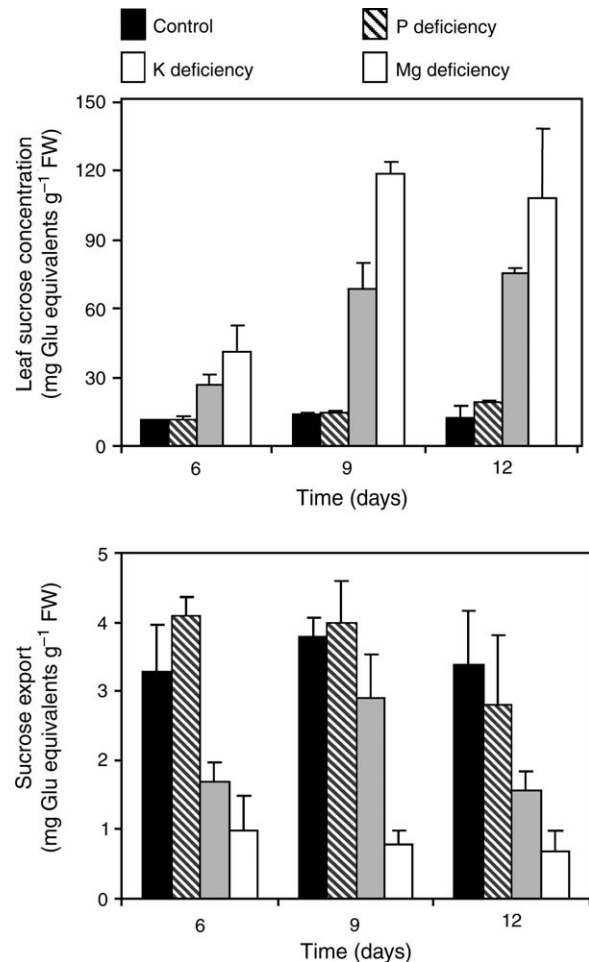 Control
P deficiency
K deficiency
Mg deficiency
Leaf sucrose concentration
(mg Glu equivalents g⁻¹ FW)
150
120
90
60
30
0
6
9
12
Time (days)
Sucrose export
(mg Glu equivalents g⁻¹ FW)
5
4
3
2
1
0
6
9
12
Time (days)